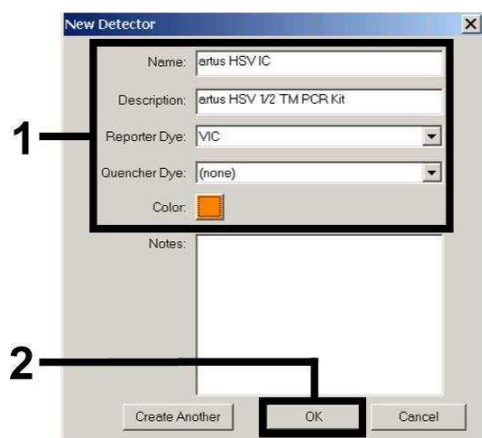 New Detector
Name: artus HSV IC
Description: artus HSV 1/2 TM PCR Kit
1
Reporter Dye: VIC
Quencher Dye: (none)
Color:
Notes:
2
Create Another OK Cancel